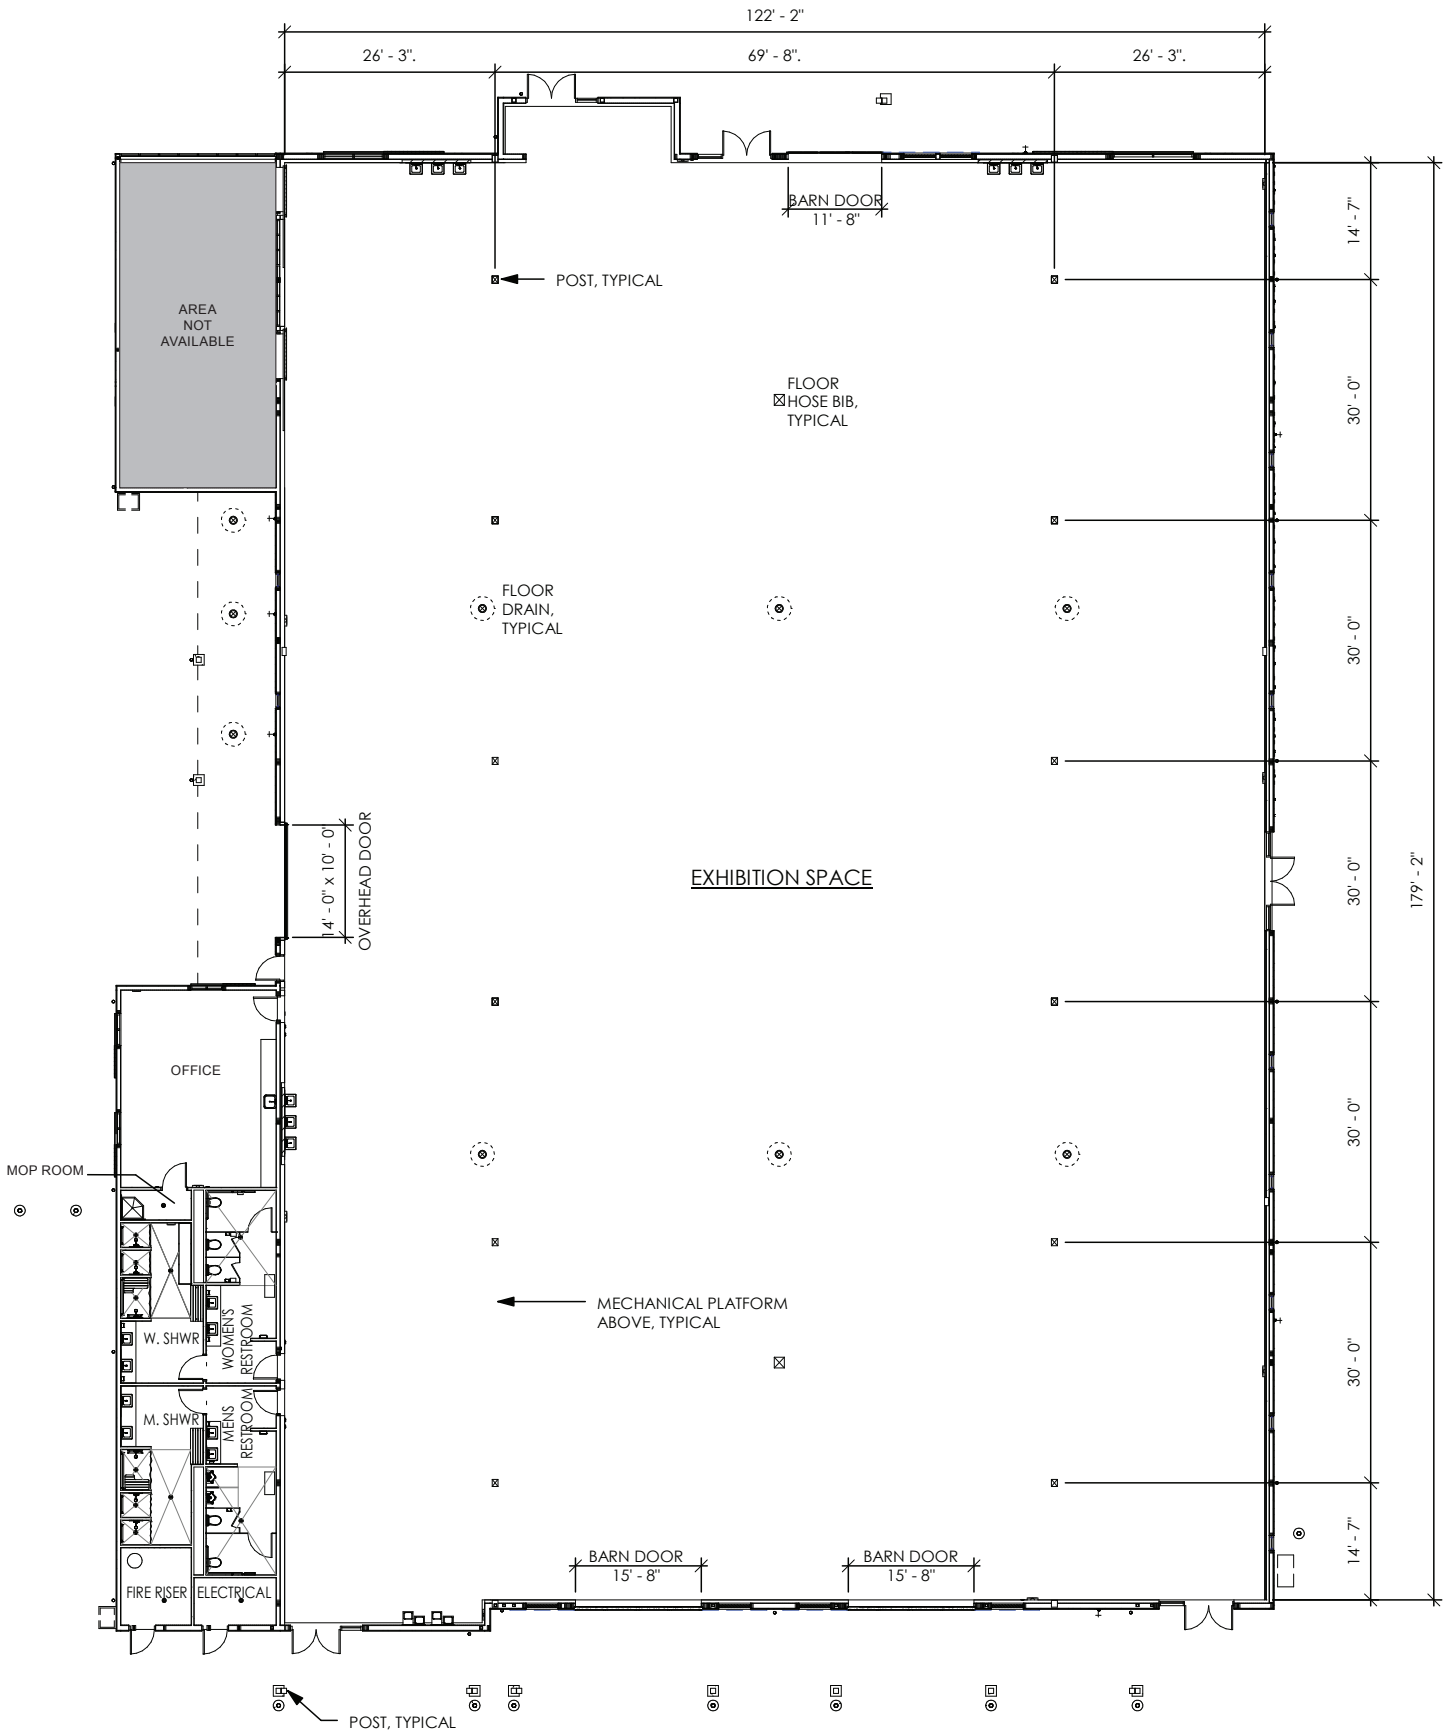 122' - 2"
26' - 3".
69' - 8".
26' - 3".
BARN DOOR
11' - 8"
14' - 7"
POST, TYPICAL
AREA
NOT
AVAILABLE
FLOOR
HOSE BIB,
TYPICAL
30' - 0"
FLOOR
DRAIN,
TYPICAL
30' - 0"
14' - 0" x 10' - 0"
OVERHEAD DOOR
EXHIBITION SPACE
30' - 0"
179' - 2"
OFFICE
30' - 0"
MOP ROOM
MECHANICAL PLATFORM
ABOVE, TYPICAL
W. SHWR
WOMEN'S
RESTROOM
30' - 0"
M. SHWR
MENS
RESTROOM
14' - 7"
BARN DOOR
15' - 8"
BARN DOOR
15' - 8"
FIRE RISER
ELECTRICAL
POST, TYPICAL